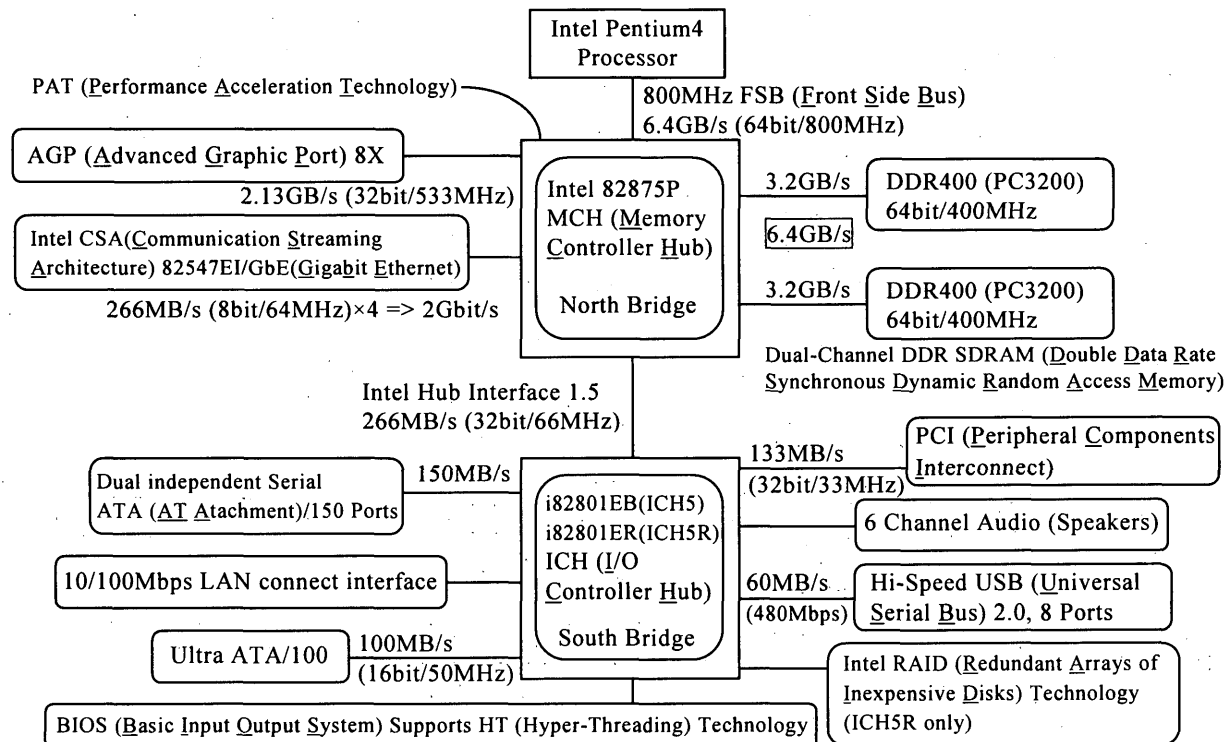 Intel Pentium4
Processor
PAT (Performance Acceleration Technology)
800MHz FSB (Front Side Bus)
6.4GB/s (64bit/800MHz)
AGP (Advanced Graphic Port) 8X
2.13GB/s (32bit/533MHz)
Intel CSA(Communication Streaming
Architecture) 82547EI/GbE(Gigabit Ethernet)
266MB/s (8bit/64MHz)×4 => 2Gbit/s
Intel 82875P
MCH (Memory
Controller Hub)
North Bridge
3.2GB/s
DDR400 (PC3200)
64bit/400MHz
6.4GB/s
3.2GB/s
DDR400 (PC3200)
64bit/400MHz
Dual-Channel DDR SDRAM (Double Data Rate
Synchronous Dynamic Random Access Memory)
Intel Hub Interface 1.5
266MB/s (32bit/66MHz)
Dual independent Serial
ATA (AT Atachment)/150 Ports
150MB/s
10/100Mbps LAN connect interface
Ultra ATA/100
100MB/s
(16bit/50MHz)
i82801EB(ICH5)
i82801ER(ICH5R)
ICH (I/O
Controller Hub)
South Bridge
133MB/s
(32bit/33MHz)
PCI (Peripheral Components
Interconnect)
6 Channel Audio (Speakers)
60MB/s
(480Mbps)
Hi-Speed USB (Universal
Serial Bus) 2.0, 8 Ports
Intel RAID (Redundant Arrays of
Inexpensive Disks) Technology
(ICH5R only)
BIOS (Basic Input Output System) Supports HT (Hyper-Threading) Technology